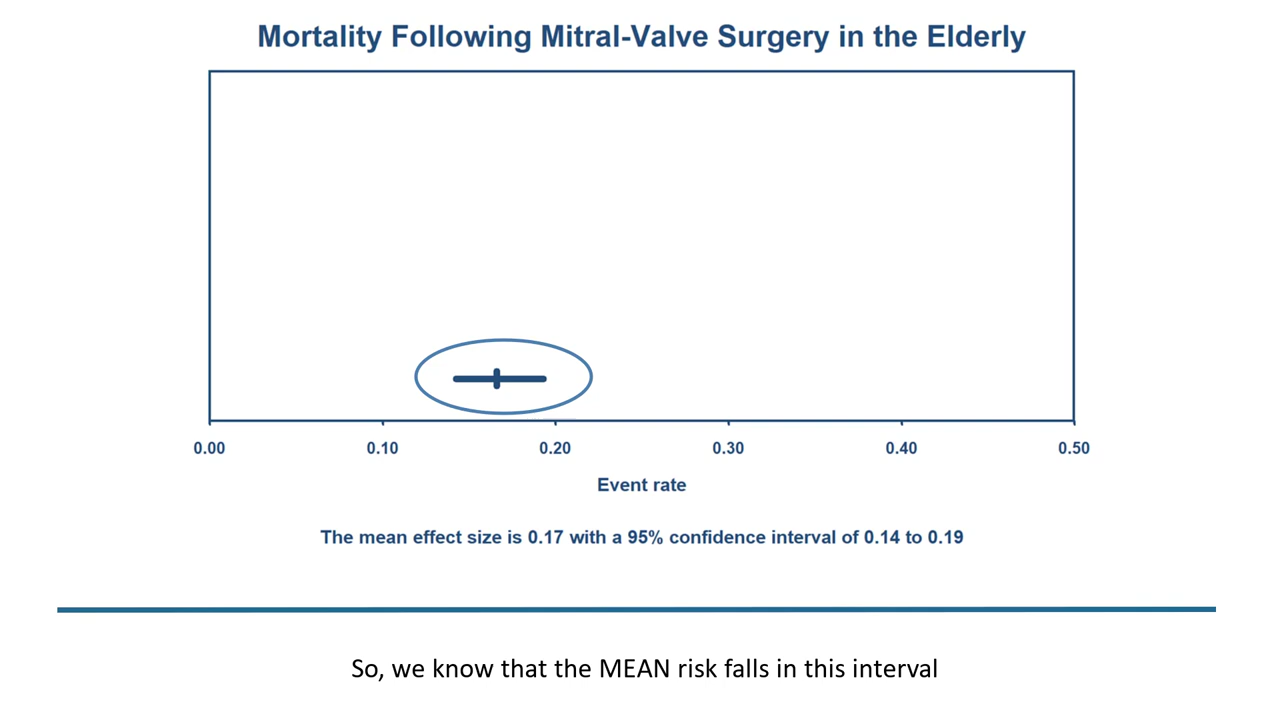 Mortality Following Mitral-Valve Surgery in the Elderly
0.00 0.10 0.20 0.30 0.40 0.50
Event rate
The mean effect size is 0.17 with a 95% confidence interval of 0.14 to 0.19
So, we know that the MEAN risk falls in this interval